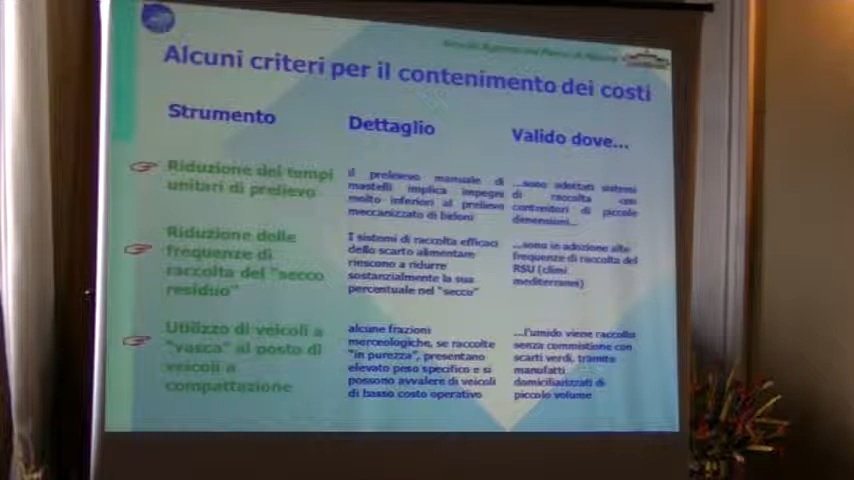 Alcuni criteri per il contenimento dei costi
Strumento
Dettaglio
Valido dove...
Riduzione dei tempi
unitari di prelievo
il prelievo manuale di
mastelli implica impegni
molto inferiori al prelievo
meccanizzato di bidoni
...sono adottati sistemi
di raccolta con
contenitori di piccole
dimensioni...
Riduzione delle
frequenze di
raccolta del "secco
residuo"
I sistemi di raccolta efficaci
dello scarto alimentare
riescono a ridurre
sostanzialmente la sua
percentuale nel "secco"
...sono in adozione alte
frequenze di raccolta del
RSU (climi
mediterranei)
Utilizzo di veicoli a
"vasca" al posto di
veicoli a
compattazione
alcune frazioni
merceologiche, se raccolte
"in purezza", presentano
elevato peso specifico e si
possono avvalere di veicoli
di basso costo operativo
...l'umido viene raccolto
senza commistione con
scarti verdi, tramite
manufatti
domiciliarizzati di
piccolo volume